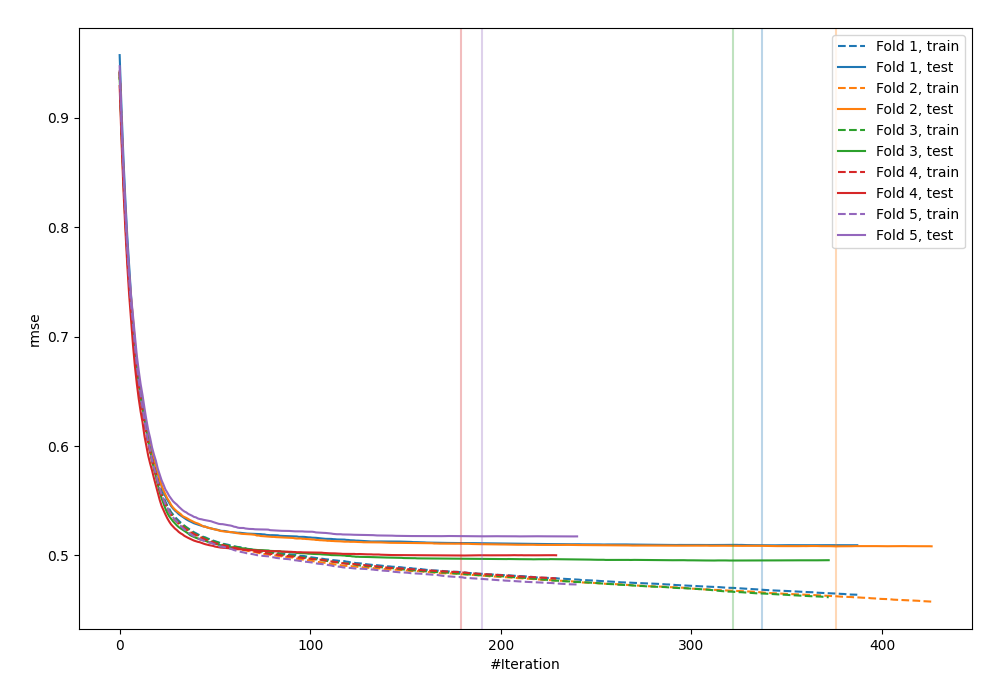 Fold 1, train
Fold 1, test
Fold 2, train
Fold 2, test
Fold 3, train
Fold 3, test
Fold 4, train
Fold 4, test
Fold 5, train
Fold 5, test
0.9
0.8
0.7
0.6
0.5
rmse
0 100 200 300 400
#Iteration